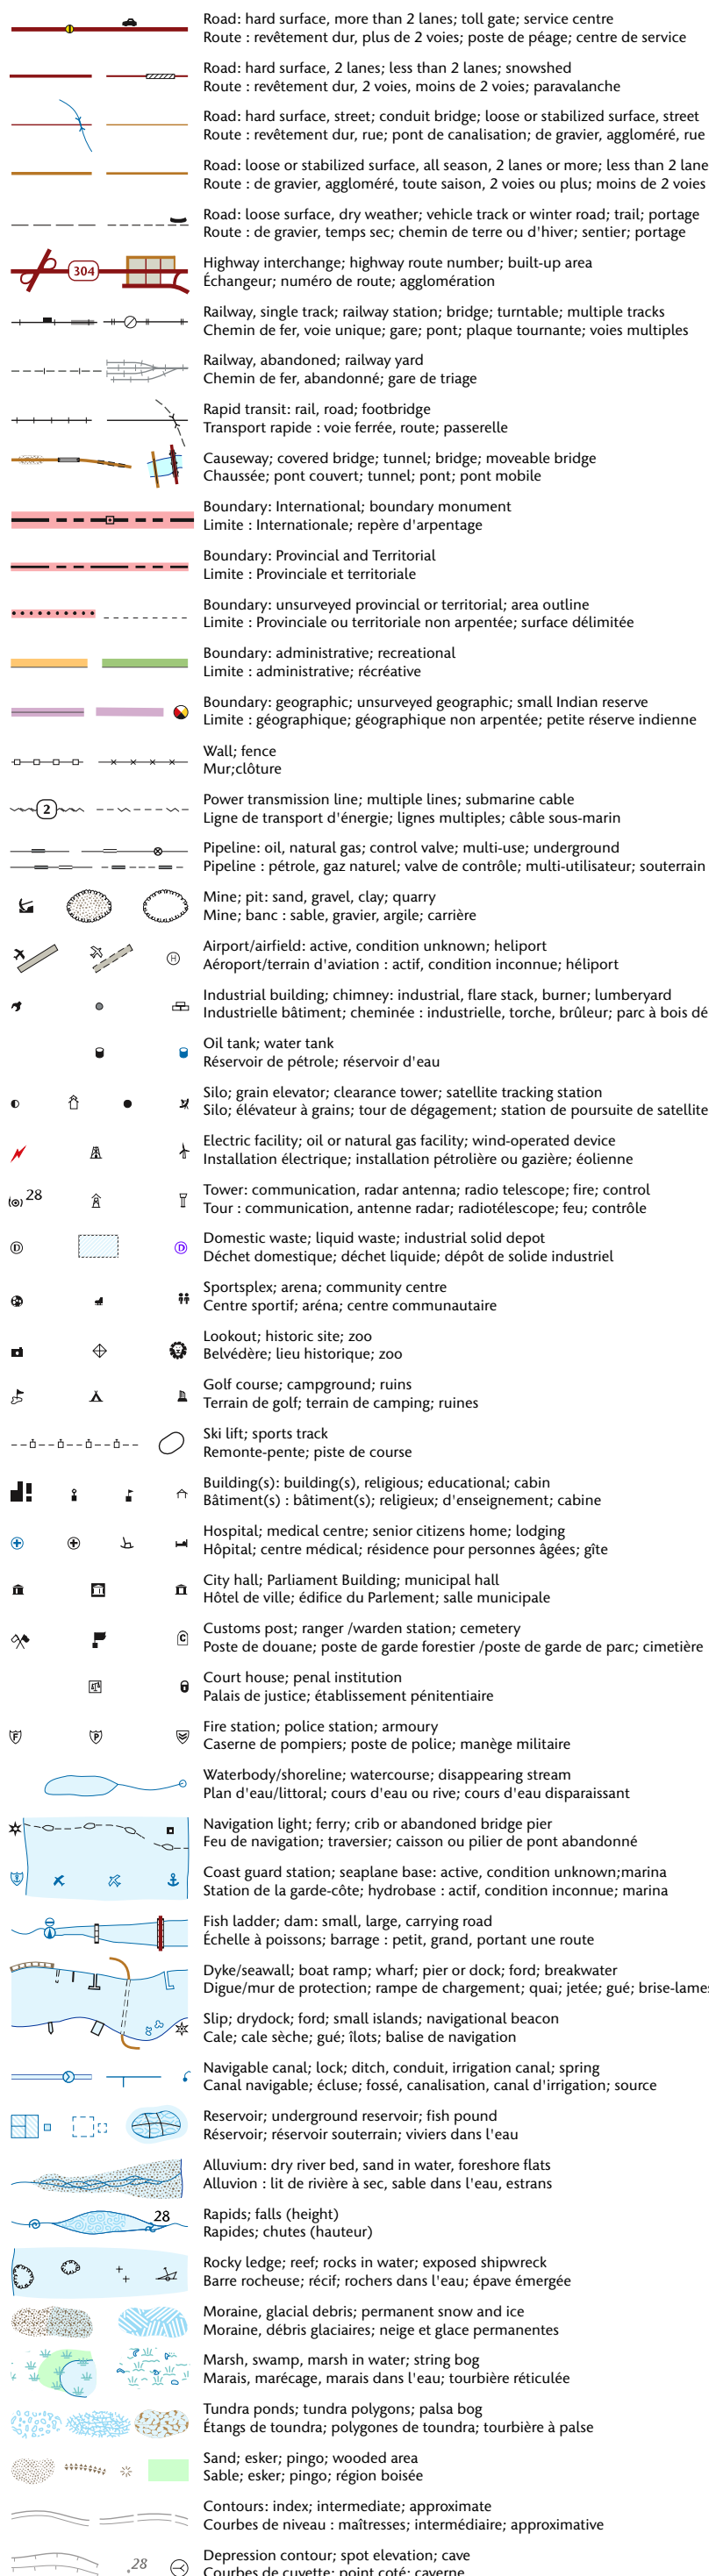 Road: hard surface, more than 2 lanes; toll gate; service centre
Route : revêtement dur, plus de 2 voies; poste de péage; centre de service
Road: hard surface, 2 lanes; less than 2 lanes; snowshed
Route : revêtement dur, 2 voies, moins de 2 voies; paravalanche
Road: hard surface, street; conduit bridge; loose or stabilized surface, street
Route : revêtement dur, rue; pont de canalisation; de gravier, aggloméré, rue
Road: loose or stabilized surface, all season, 2 lanes or more; less than 2 lane
Route : de gravier, aggloméré, toute saison, 2 voies ou plus; moins de 2 voies
Road: loose surface, dry weather; vehicle track or winter road; trail; portage
Route : de gravier, temps sec; chemin de terre ou d'hiver; sentier; portage
304
Highway interchange; highway route number; built-up area
Échangeur; numéro de route; agglomération
Railway, single track; railway station; bridge; turntable; multiple tracks
Chemin de fer, voie unique; gare; pont; plaque tournante; voies multiples
Railway, abandoned; railway yard
Chemin de fer, abandonné; gare de triage
Rapid transit: rail, road; footbridge
Transport rapide : voie ferrée, route; passerelle
Causeway; covered bridge; tunnel; bridge; moveable bridge
Chaussée; pont couvert; tunnel; pont; pont mobile
Boundary: International; boundary monument
Limite : Internationale; repère d'arpentage
Boundary: Provincial and Territorial
Limite : Provinciale et territoriale
Boundary: unsurveyed provincial or territorial; area outline
Limite : Provinciale ou territoriale non arpentée; surface délimitée
Boundary: administrative; recreational
Limite : administrative; récréative
Boundary: geographic; unsurveyed geographic; small Indian reserve
Limite : géographique; géographique non arpentée; petite réserve indienne
Wall; fence
Mur;clôture
2
Power transmission line; multiple lines; submarine cable
Ligne de transport d'énergie; lignes multiples; câble sous-marin
Pipeline: oil, natural gas; control valve; multi-use; underground
Pipeline : pétrole, gaz naturel; valve de contrôle; multi-utilisateur; souterrain
Mine; pit: sand, gravel, clay; quarry
Mine; banc : sable, gravier, argile; carrière
H
Airport/airfield: active, condition unknown; heliport
Aéroport/terrain d'aviation : actif, condition inconnue; héliport
Industrial building; chimney: industrial, flare stack, burner; lumberyard
Industrielle bâtiment; cheminée : industrielle, torche, brûleur; parc à bois dé
Oil tank; water tank
Réservoir de pétrole; réservoir d'eau
Silo; grain elevator; clearance tower; satellite tracking station
Silo; élévateur à grains; tour de dégagement; station de poursuite de satellite
Electric facility; oil or natural gas facility; wind-operated device
Installation électrique; installation pétrolière ou gazière; éolienne
28
Tower: communication, radar antenna; radio telescope; fire; control
Tour : communication, antenne radar; radiotélescope; feu; contrôle
D
D
Domestic waste; liquid waste; industrial solid depot
Déchet domestique; déchet liquide; dépôt de solide industriel
Sportsplex; arena; community centre
Centre sportif; aréna; centre communautaire
Lookout; historic site; zoo
Belvédère; lieu historique; zoo
Golf course; campground; ruins
Terrain de golf; terrain de camping; ruines
Ski lift; sports track
Remonte-pente; piste de course
Building(s): building(s), religious; educational; cabin
Bâtiment(s) : bâtiment(s); religieux; d'enseignement; cabine
Hospital; medical centre; senior citizens home; lodging
Hôpital; centre médical; résidence pour personnes âgées; gîte
City hall; Parliament Building; municipal hall
Hôtel de ville; édifice du Parlement; salle municipale
C
Customs post; ranger /warden station; cemetery
Poste de douane; poste de garde forestier /poste de garde de parc; cimetière
Court house; penal institution
Palais de justice; établissement pénitentiaire
F
P
Fire station; police station; armoury
Caserne de pompiers; poste de police; manège militaire
Waterbody/shoreline; watercourse; disappearing stream
Plan d'eau/littoral; cours d'eau ou rive; cours d'eau disparaissant
Navigation light; ferry; crib or abandoned bridge pier
Feu de navigation; traversier; caisson ou pilier de pont abandonné
Coast guard station; seaplane base: active, condition unknown;marina
Station de la garde-côte; hydrobase : actif, condition inconnue; marina
Fish ladder; dam: small, large, carrying road
Échelle à poissons; barrage : petit, grand, portant une route
Dyke/seawall; boat ramp; wharf; pier or dock; ford; breakwater
Digue/mur de protection; rampe de chargement; quai; jetée; gué; brise-lames
Slip; drydock; ford; small islands; navigational beacon
Cale; cale sèche; gué; îlots; balise de navigation
Navigable canal; lock; ditch, conduit, irrigation canal; spring
Canal navigable; écluse; fossé, canalisation, canal d'irrigation; source
Reservoir; underground reservoir; fish pound
Réservoir; réservoir souterrain; viviers dans l'eau
Alluvium: dry river bed, sand in water, foreshore flats
Alluvion : lit de rivière à sec, sable dans l'eau, estrans
28
Rapids; falls (height)
Rapides; chutes (hauteur)
Rocky ledge; reef; rocks in water; exposed shipwreck
Barre rocheuse; récif; rochers dans l'eau; épave émergée
Moraine, glacial debris; permanent snow and ice
Moraine, débris glaciaires; neige et glace permanentes
Marsh, swamp, marsh in water; string bog
Marais, marécage, marais dans l'eau; tourbière réticulée
Tundra ponds; tundra polygons; palsa bog
Étangs de toundra; polygones de toundra; tourbière à palse
Sand; esker; pingo; wooded area
Sable; esker; pingo; région boisée
Contours: index; intermediate; approximate
Courbes de niveau : maîtresses; intermédiaire; approximative
.28
Depression contour; spot elevation; cave
Courbes de cuvette; point coté; caverne